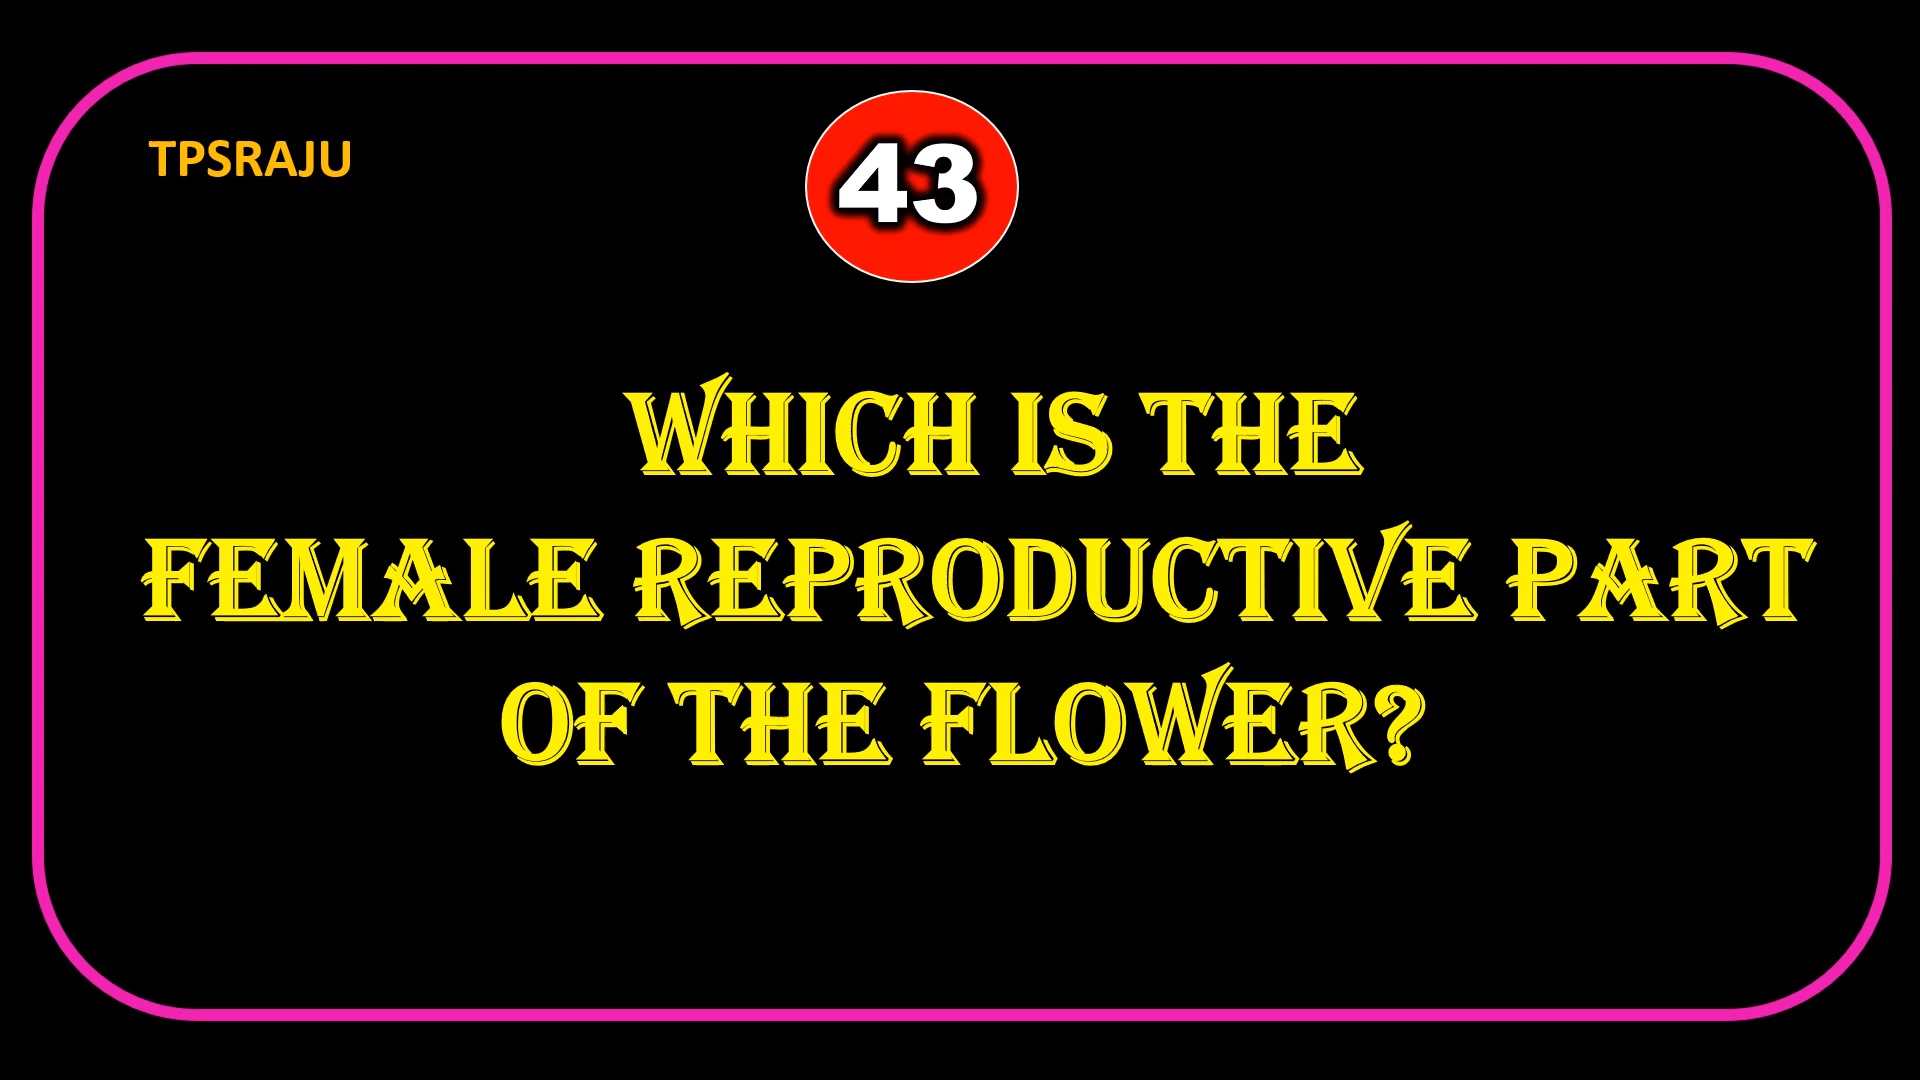 TPSRAJU
43
WHICH IS THE
FEMALE REPRODUCTIVE PART
OF THE FLOWER?